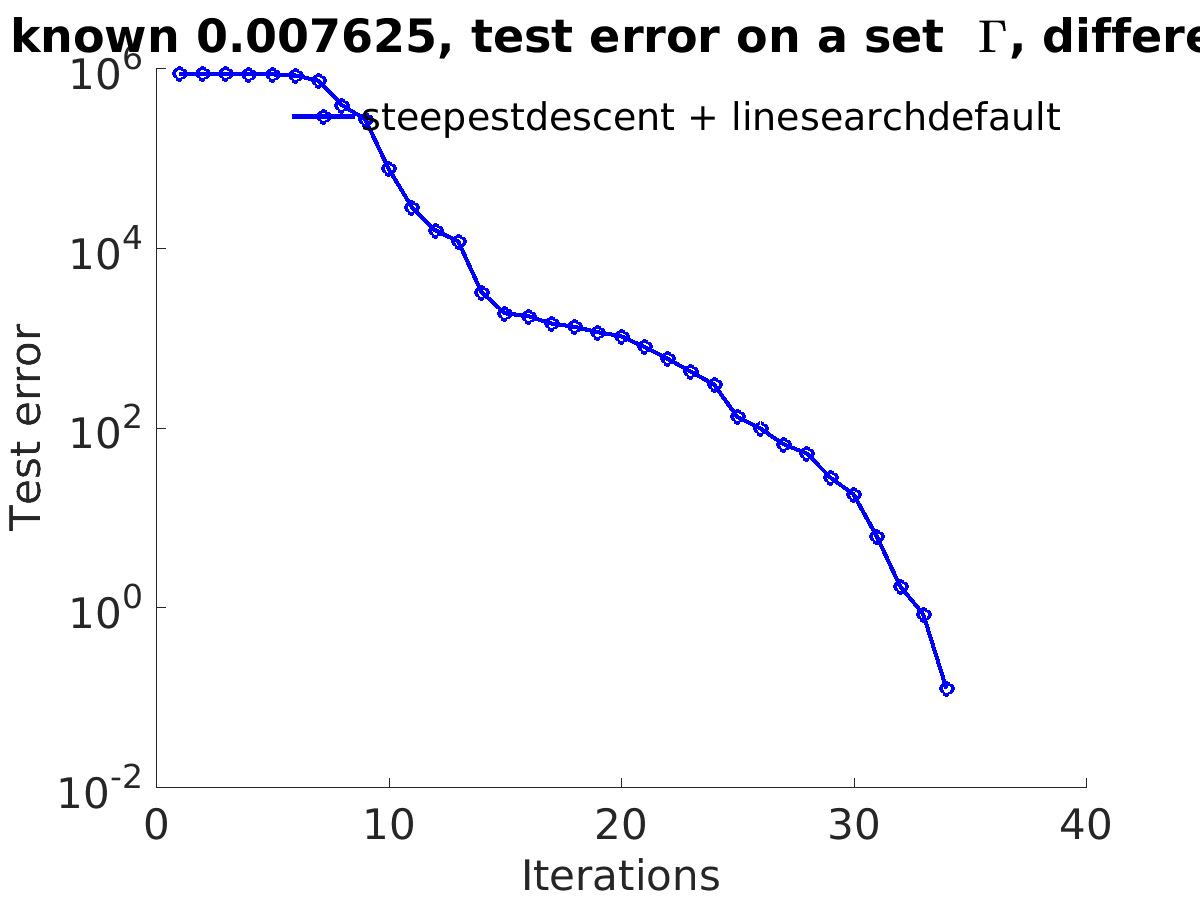 known 0.007625, test error on a set Γ, differe
10^6
steepestdescent + linesearchdefault
10^4
10^2
10^0
10^-2
Test error
0 10 20 30 40
Iterations